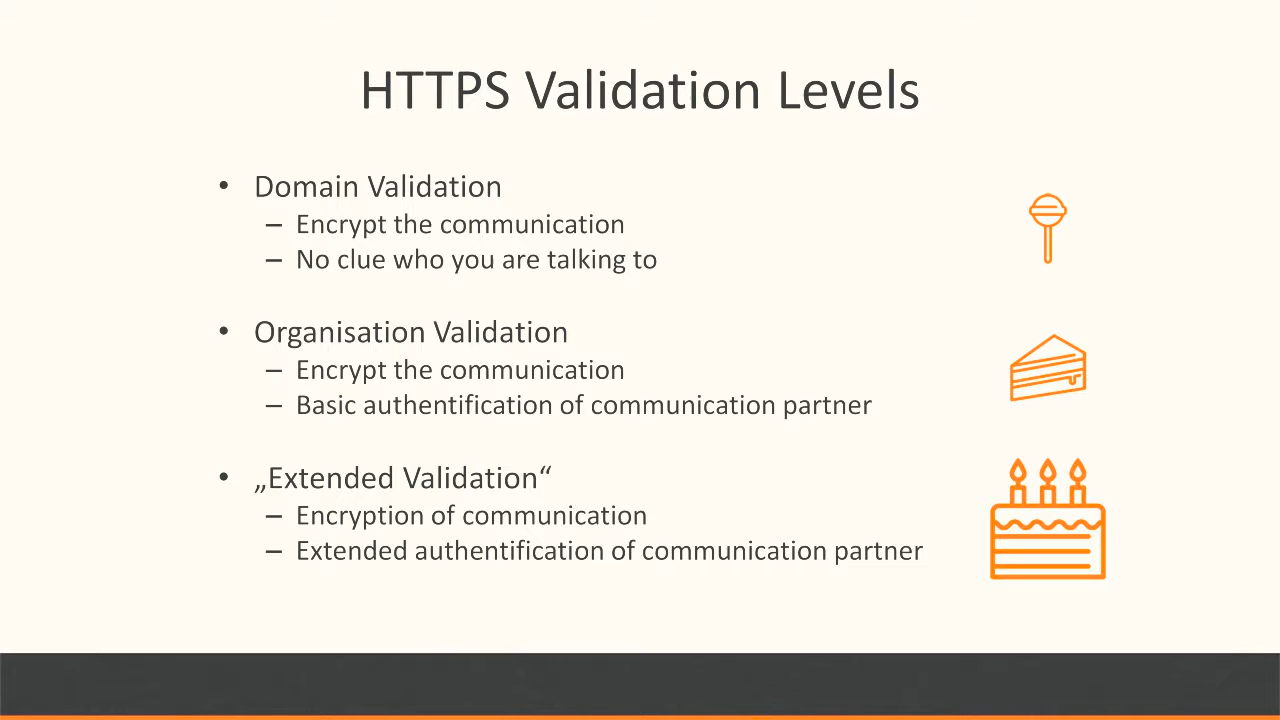 HTTPS Validation Levels
• Domain Validation
– Encrypt the communication
– No clue who you are talking to
• Organisation Validation
– Encrypt the communication
– Basic authentification of communication partner
• „Extended Validation“
– Encryption of communication
– Extended authentification of communication partner